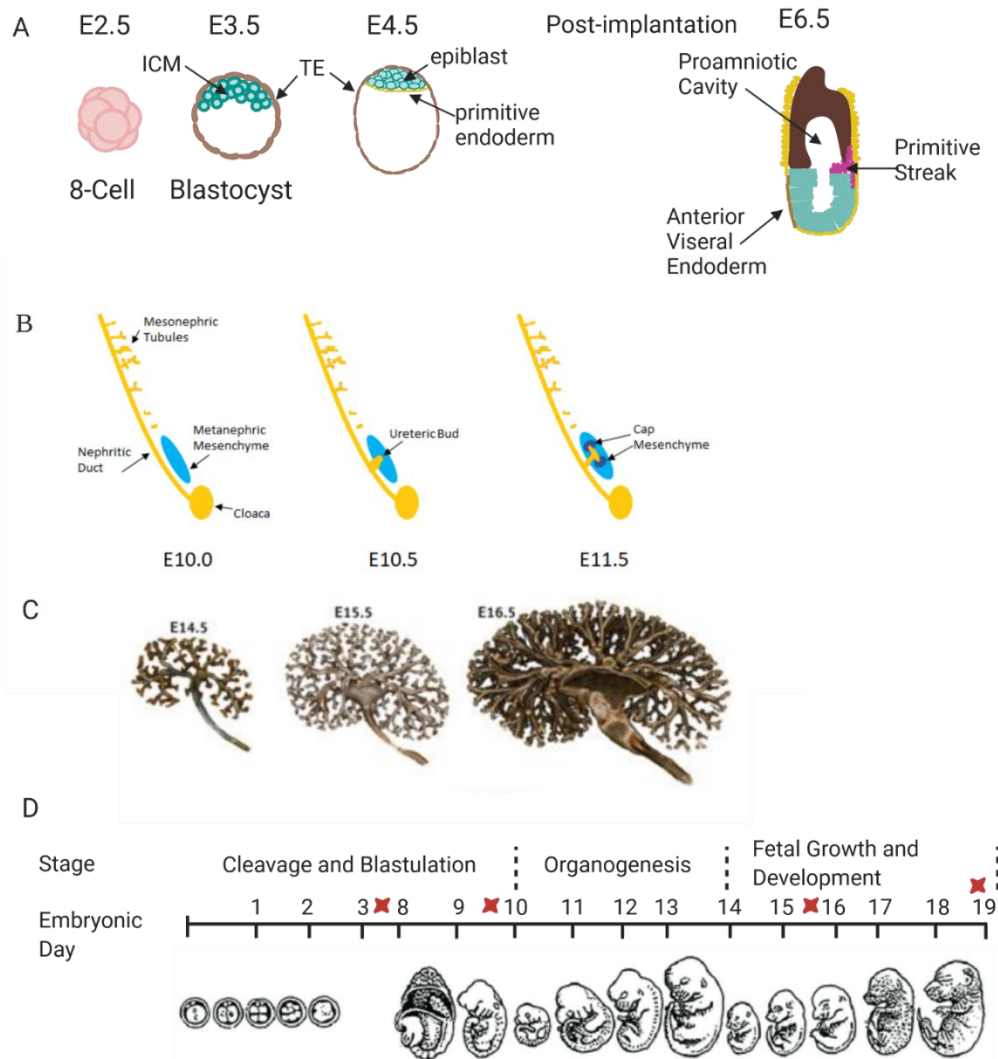 A
E2.5
E3.5
E4.5
Post-implantation
E6.5
ICM
TE
epiblast
primitive
endoderm
Proamniotic
Cavity
Primitive
Streak
8-Cell
Blastocyst
Anterior
Viseral
Endoderm
B
Mesonephric
Tubules
Metanephric
Mesenchyme
Nephritic
Duct
Cloaca
E10.0
Ureteric Bud
E10.5
Cap
Mesenchyme
E11.5
C
E14.5
E15.5
E16.5
D
Stage
Cleavage and Blastulation
Organogenesis
Fetal Growth and
Development
Embryonic
Day
1 2 3 8 9 10 11 12 13 14 15 16 17 18 19